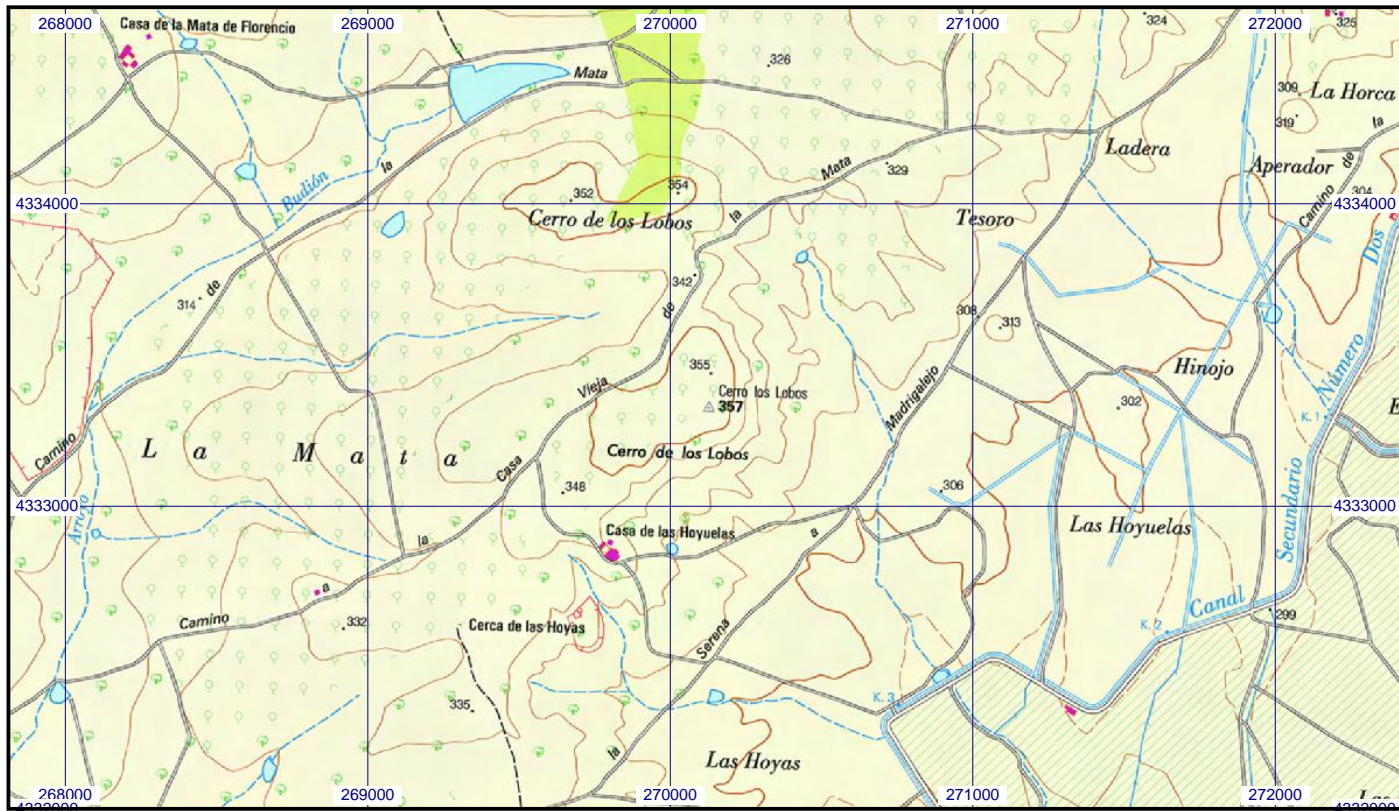 268000
269000
270000
271000
272000
Casa de la Mata de Florencio
324
325
326
Mata
309
La Horca
319
la
Ladera
Aperador
de
la
Mata
329
352
354
304
Budión
Camino
4334000
4334000
Cerro de los Lobos
la
Tesoro
Dos
342
314
de
de
308
313
Número
355
Hinojo
Vieja
Cerro los Lobos
357
302
Madrigalejo
K. 1
La Mata
Camino
Casa
Cerro de los Lobos
348
306
Secundario
4333000
4333000
Arroyo
Casa de las Hoyuelas
Las Hoyuelas
la
a
a
Canal
Camino
332
Cerca de las Hoyas
K. 2
299
Serena
335
K. 3
la
Las Hoyas
Las
268000
269000
270000
271000
272000